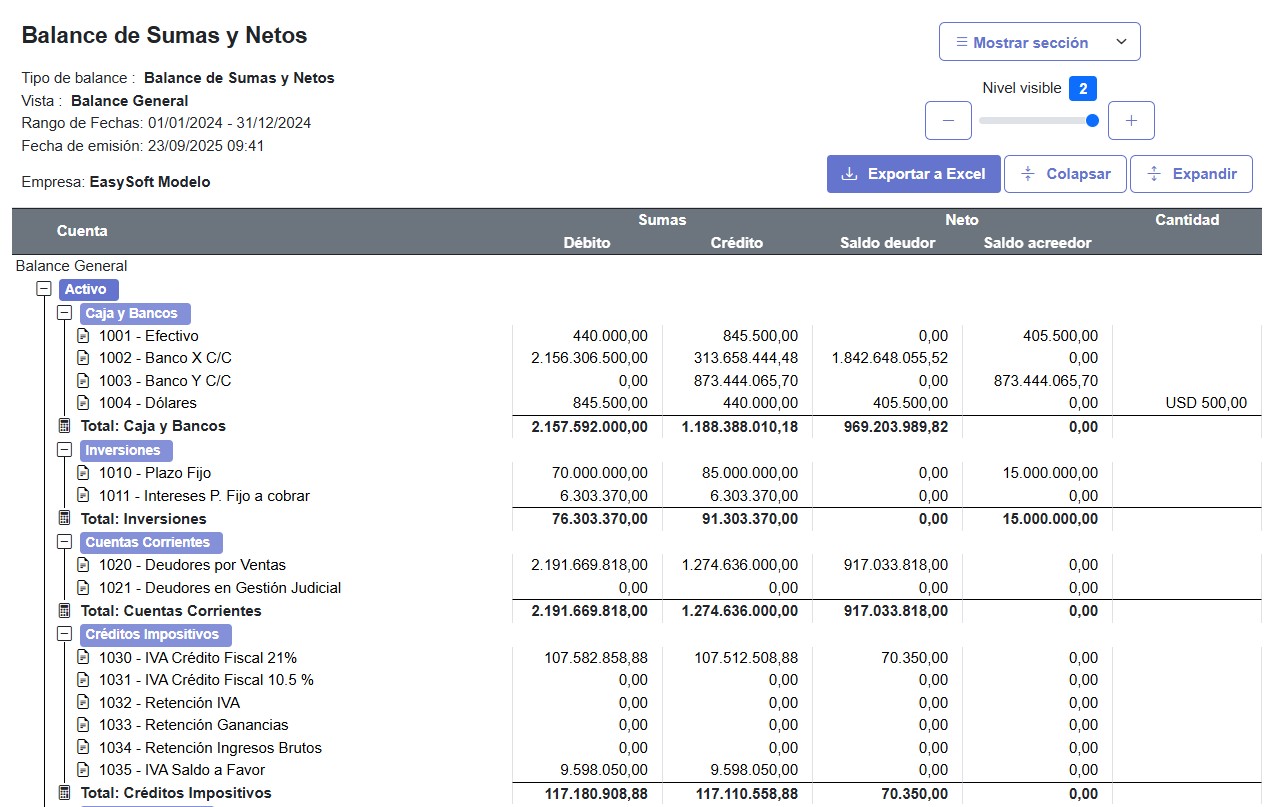 Balance de Sumas y Netos
Mostrar sección
Tipo de balance : Balance de Sumas y Netos
Vista : Balance General
Rango de Fechas: 01/01/2024 - 31/12/2024
Fecha de emisión: 23/09/2025 09:41
Nivel visible 2
Empresa: EasySoft Modelo
Exportar a Excel Colapsar Expandir
Cuenta Sumas Neto Cantidad
Débito Crédito Saldo deudor Saldo acreedor
Balance General
Activo
Caja y Bancos
1001 - Efectivo 440.000,00 845.500,00 0,00 405.500,00
1002 - Banco X C/C 2.156.306.500,00 313.658.444,48 1.842.648.055,52 0,00
1003 - Banco Y C/C 0,00 873.444.065,70 0,00 873.444.065,70
1004 - Dólares 845.500,00 440.000,00 405.500,00 0,00 USD 500,00
Total: Caja y Bancos 2.157.592.000,00 1.188.388.010,18 969.203.989,82 0,00
Inversiones
1010 - Plazo Fijo 70.000.000,00 85.000.000,00 0,00 15.000.000,00
1011 - Intereses P. Fijo a cobrar 6.303.370,00 6.303.370,00 0,00 0,00
Total: Inversiones 76.303.370,00 91.303.370,00 0,00 15.000.000,00
Cuentas Corrientes
1020 - Deudores por Ventas 2.191.669.818,00 1.274.636.000,00 917.033.818,00 0,00
1021 - Deudores en Gestión Judicial 0,00 0,00 0,00 0,00
Total: Cuentas Corrientes 2.191.669.818,00 1.274.636.000,00 917.033.818,00 0,00
Créditos Impositivos
1030 - IVA Crédito Fiscal 21% 107.582.858,88 107.512.508,88 70.350,00 0,00
1031 - IVA Crédito Fiscal 10.5 % 0,00 0,00 0,00 0,00
1032 - Retención IVA 0,00 0,00 0,00 0,00
1033 - Retención Ganancias 0,00 0,00 0,00 0,00
1034 - Retención Ingresos Brutos 0,00 0,00 0,00 0,00
1035 - IVA Saldo a Favor 9.598.050,00 9.598.050,00 0,00 0,00
Total: Créditos Impositivos 117.180.908,88 117.110.558,88 70.350,00 0,00